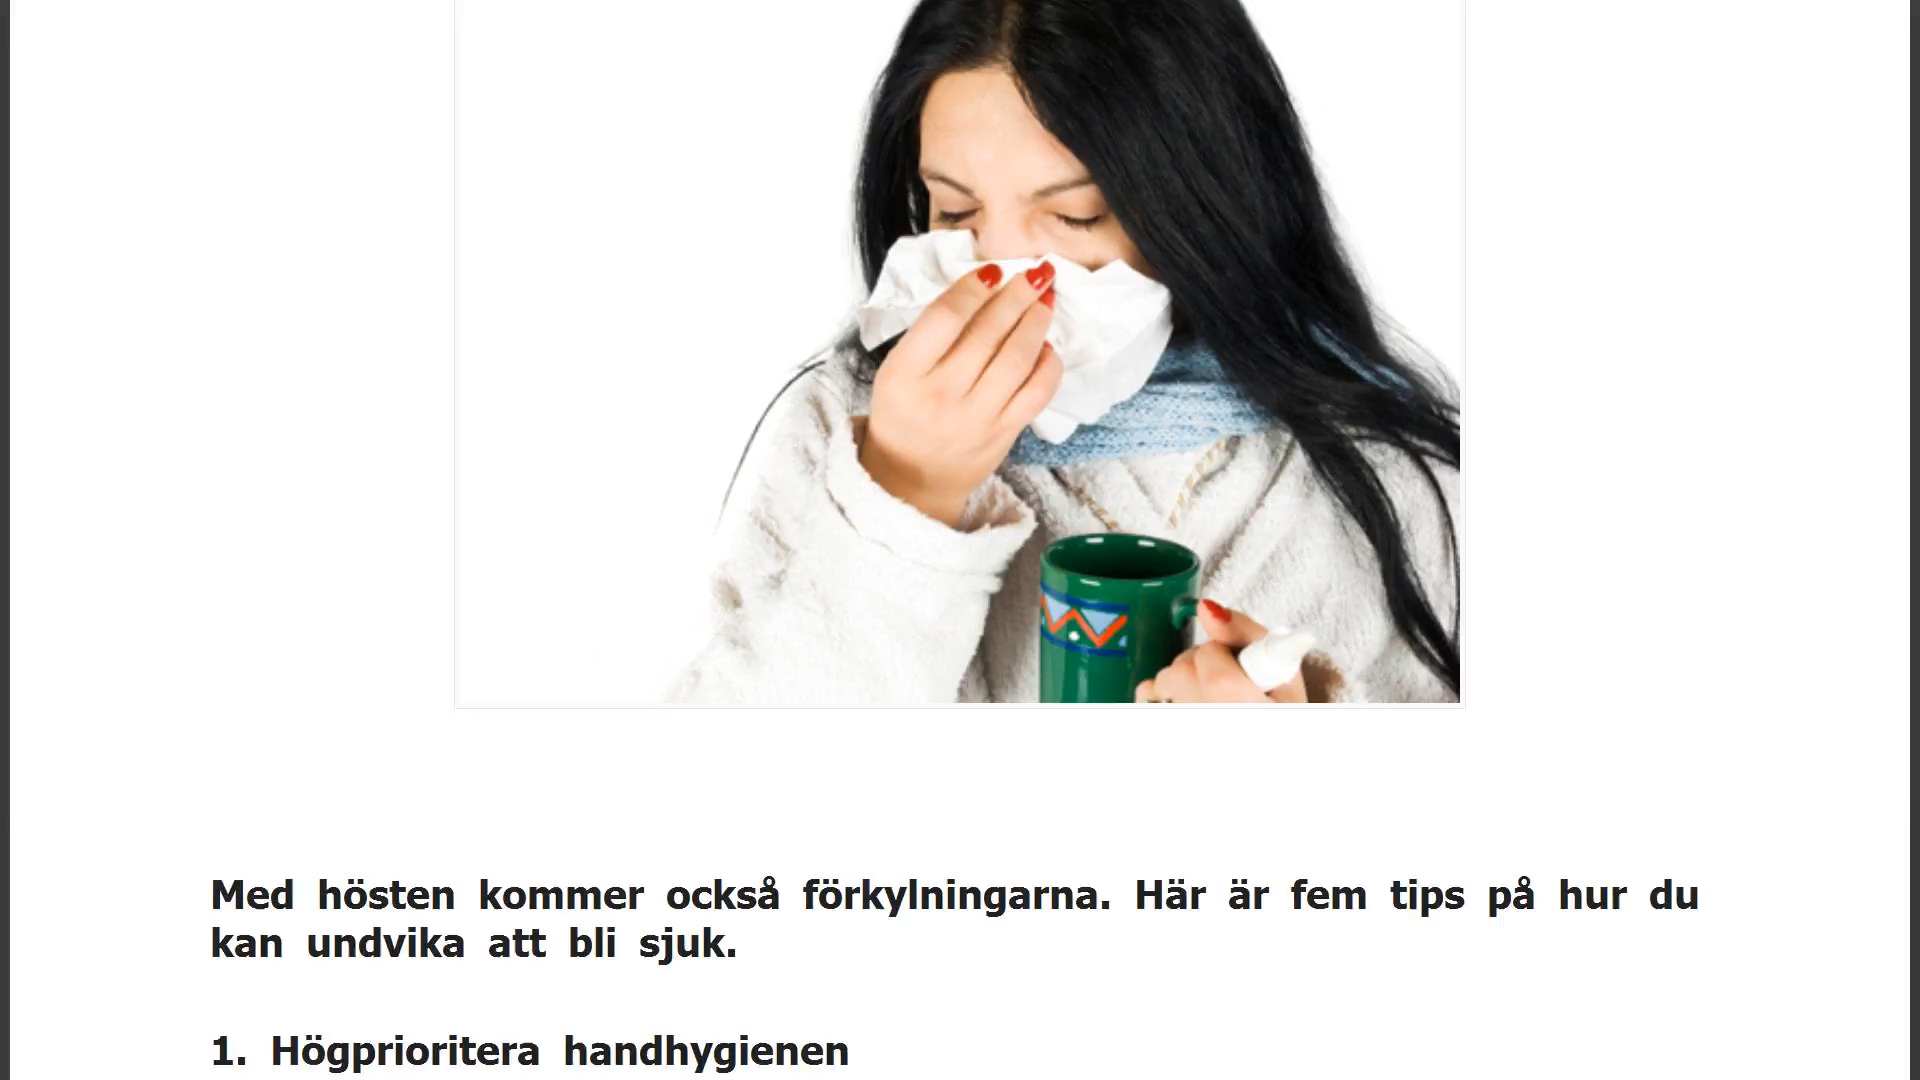 Med hösten kommer också förkylningarna. Här är fem tips på hur du
kan undvika att bli sjuk.
1. Högprioritera handhygienen